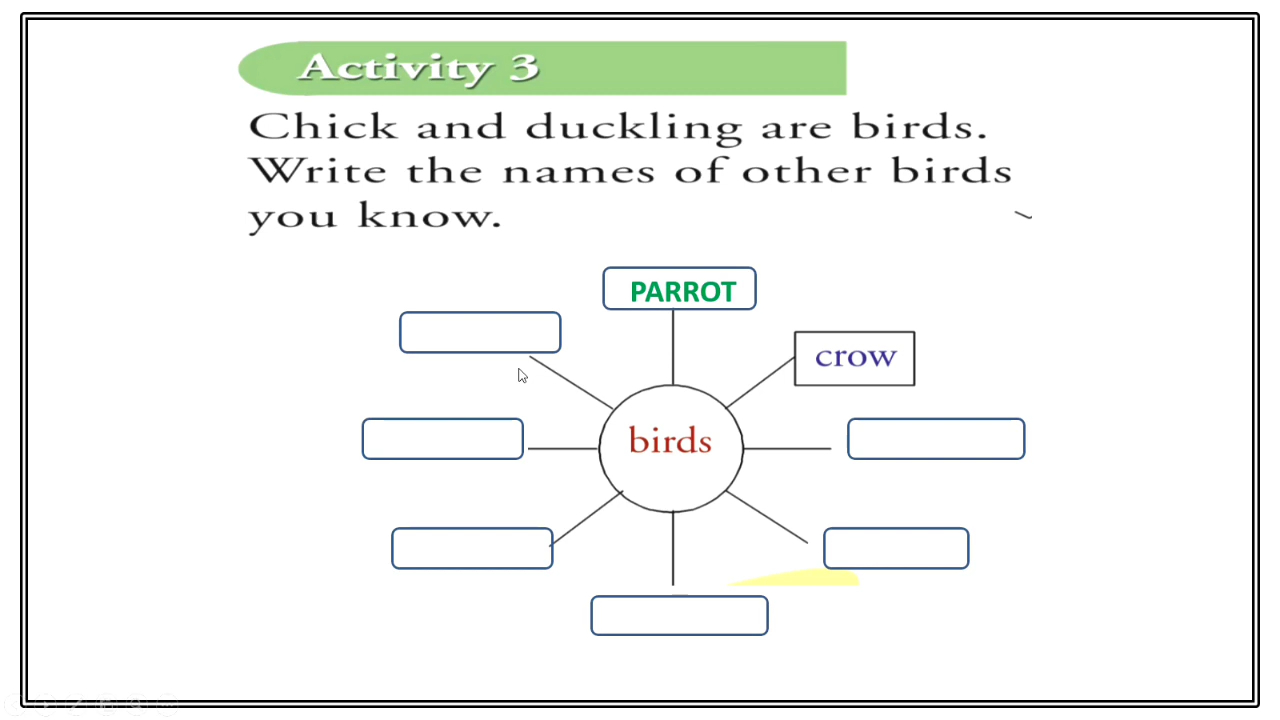 Activity 3
Chick and duckling are birds.
Write the names of other birds
you know.
PARROT
crow
birds